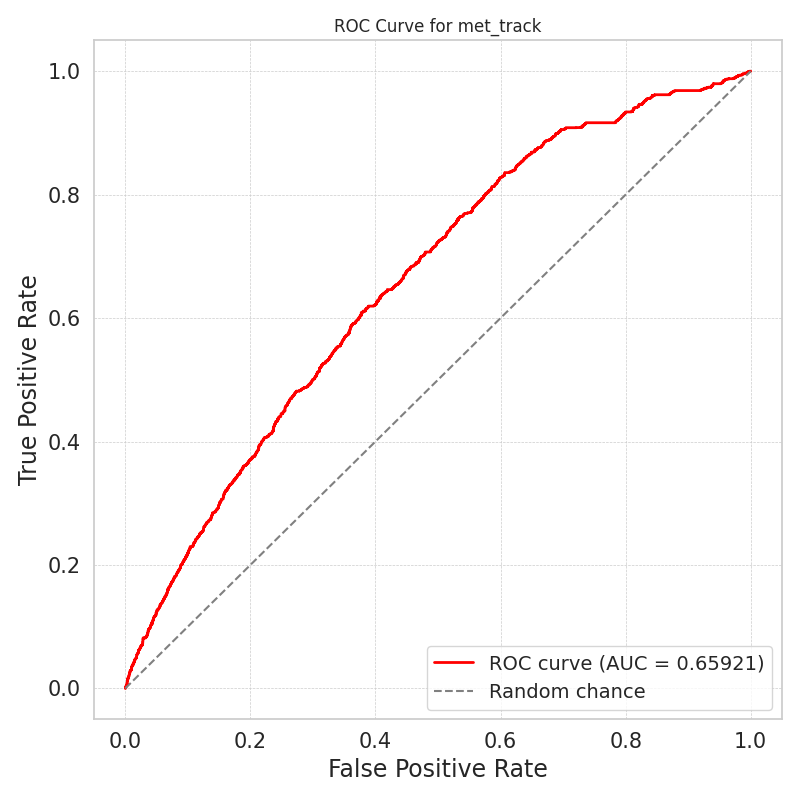 ROC Curve for met_track
True Positive Rate
1.0
0.8
0.6
0.4
0.2
0.0
ROC curve (AUC = 0.65921)
Random chance
0.0 0.2 0.4 0.6 0.8 1.0
False Positive Rate